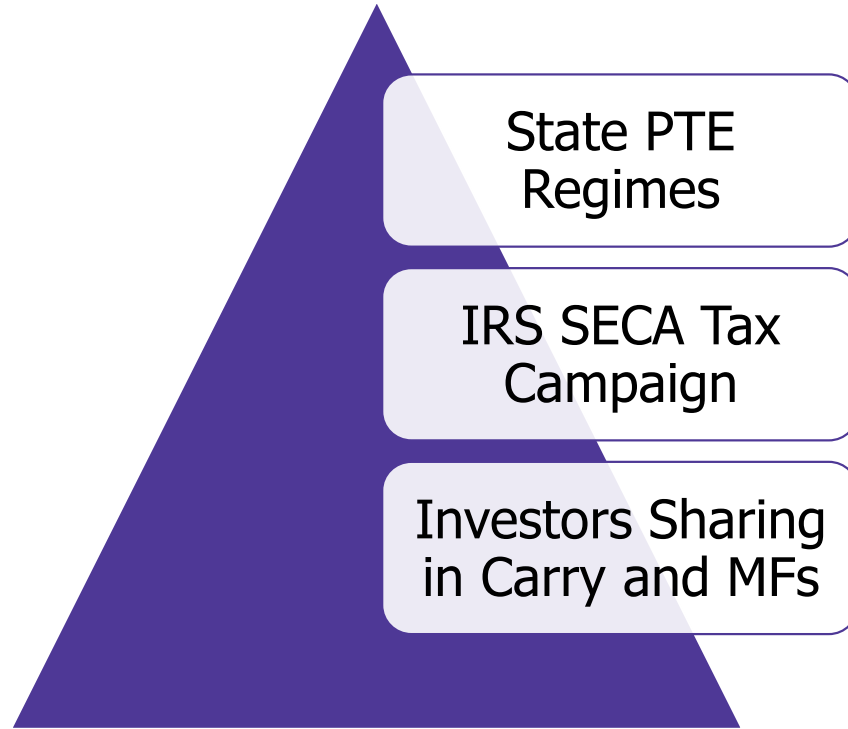 State PTE
Regimes
IRS SECA Tax
Campaign
Investors Sharing
in Carry and MFs